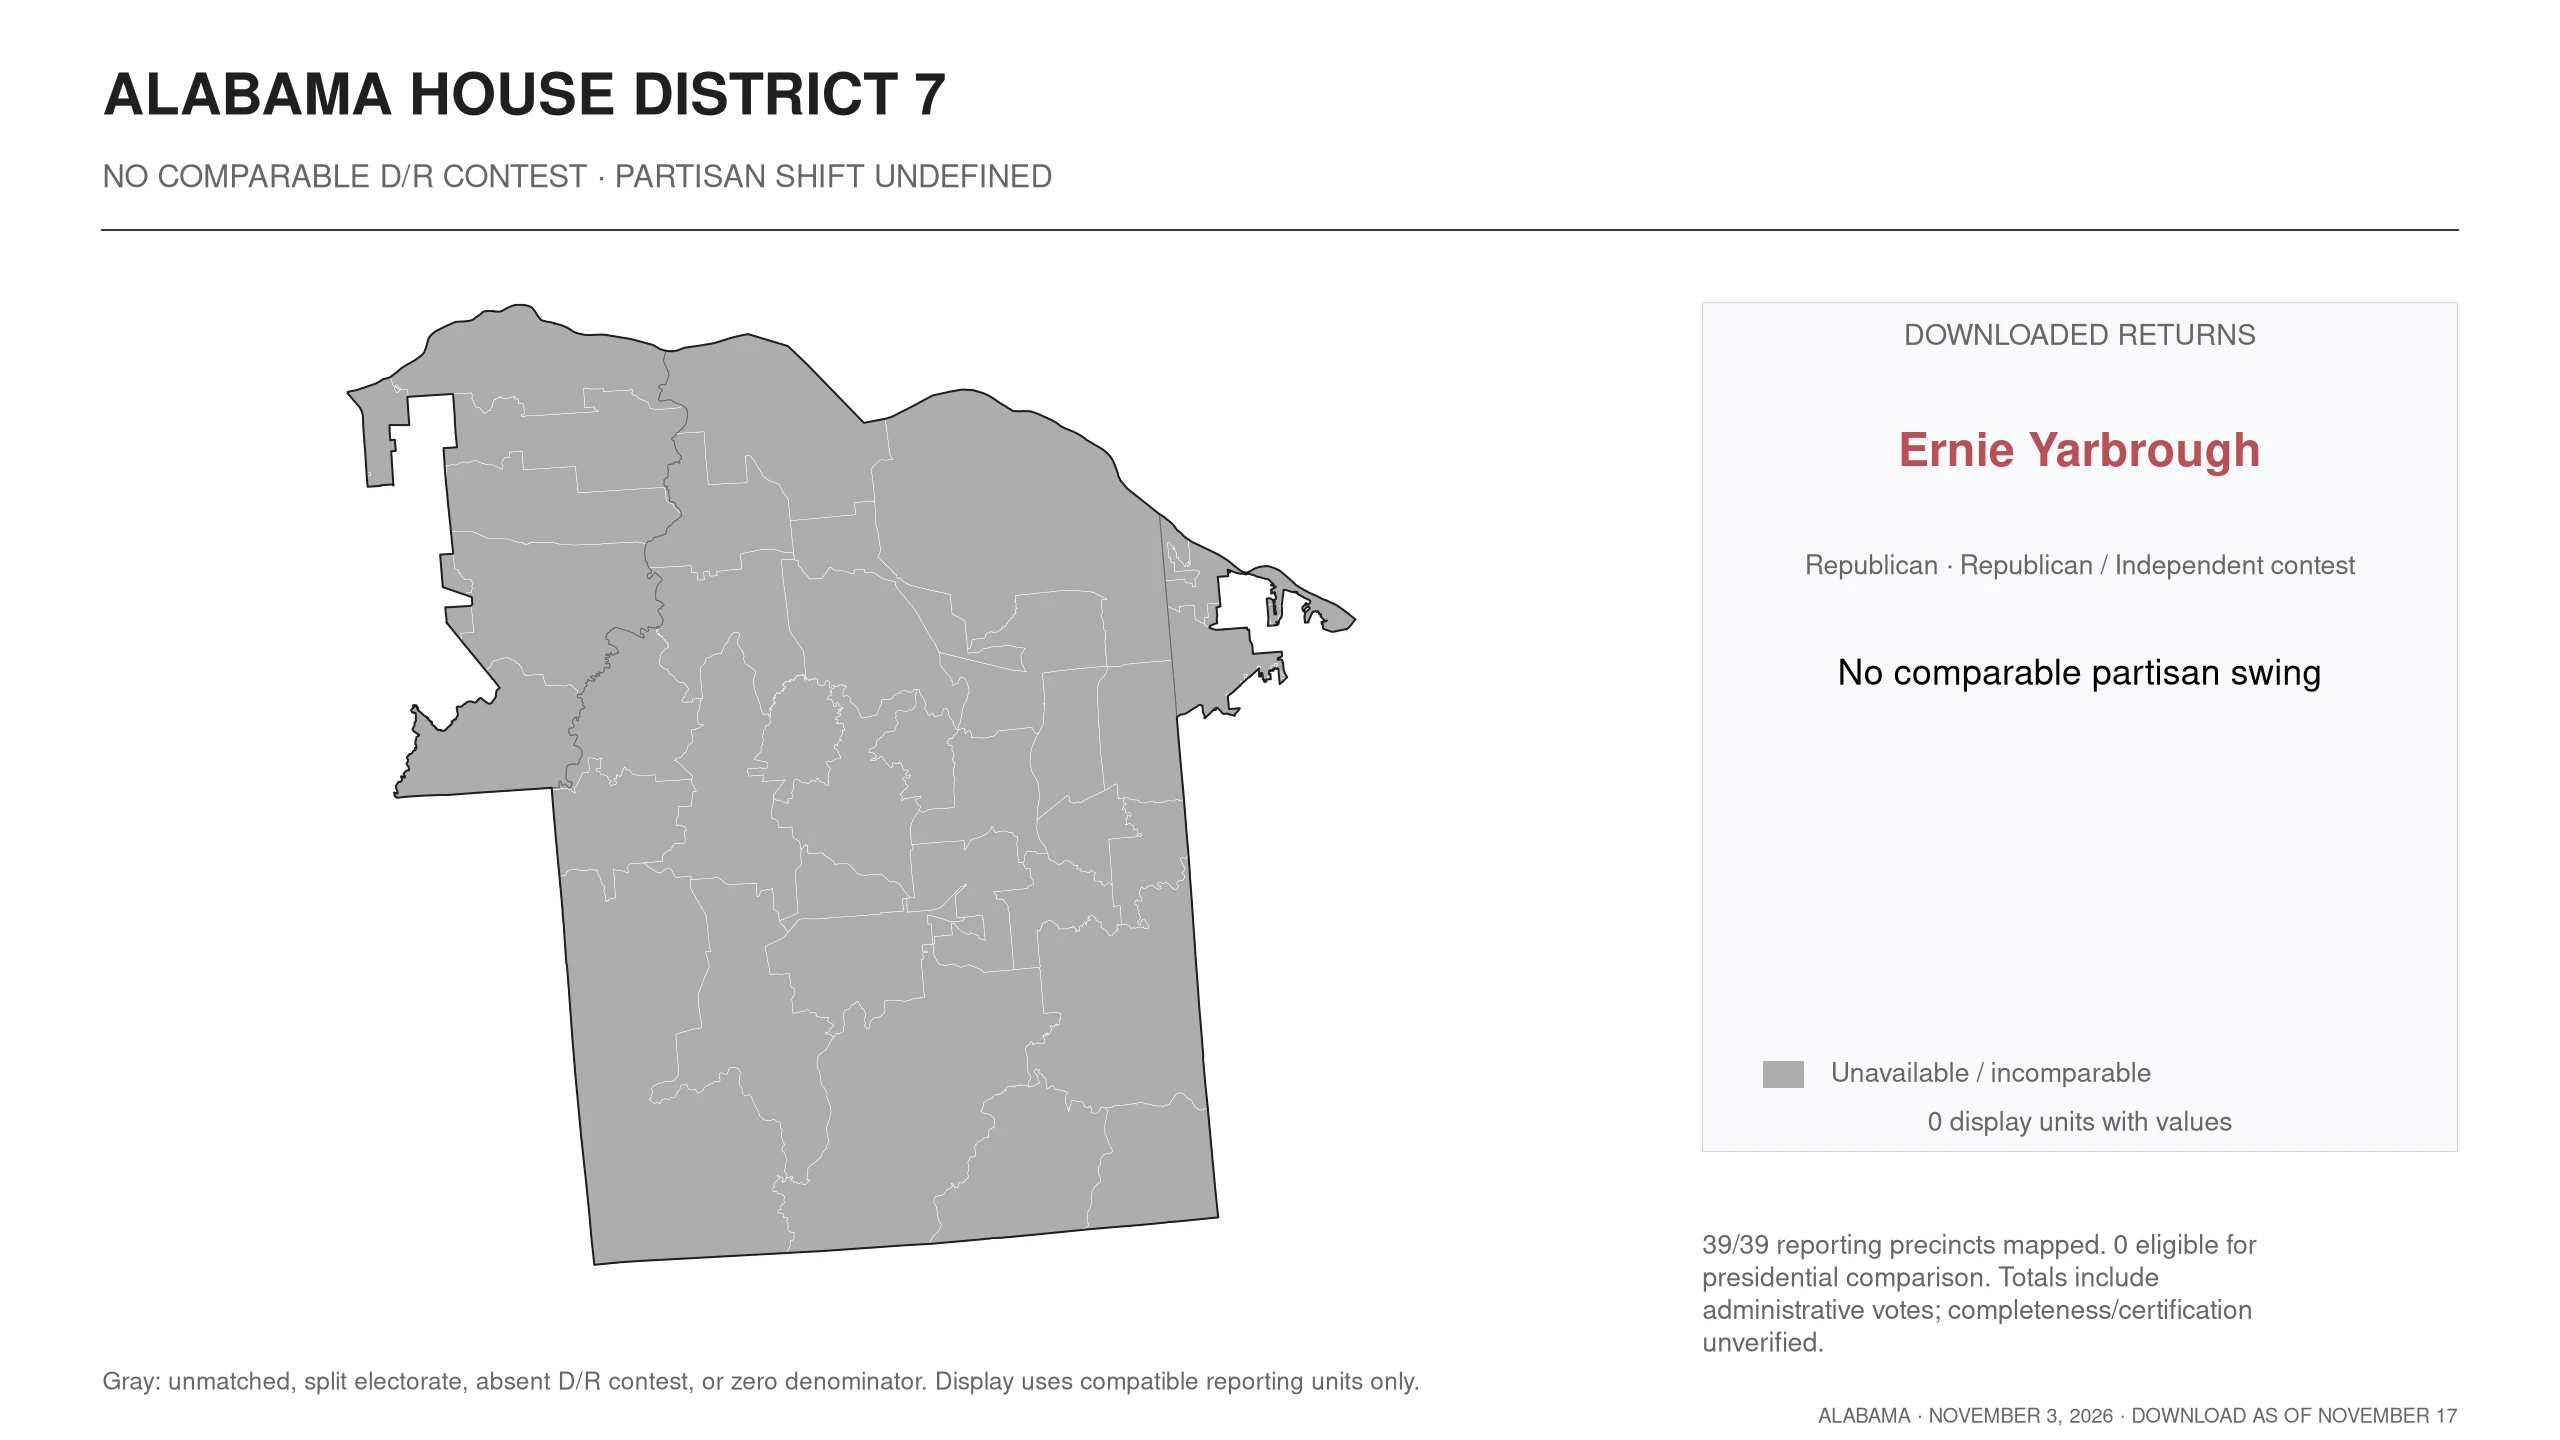 ALABAMA HOUSE DISTRICT 7
NO COMPARABLE D/R CONTEST · PARTISAN SHIFT UNDEFINED
DOWNLOADED RETURNS
Ernie Yarbrough
Republican · Republican / Independent contest
No comparable partisan swing
Unavailable / incomparable
0 display units with values
39/39 reporting precincts mapped. 0 eligible for
presidential comparison. Totals include
administrative votes; completeness/certification
unverified.
Gray: unmatched, split electorate, absent D/R contest, or zero denominator. Display uses compatible reporting units only.
ALABAMA · NOVEMBER 3, 2026 · DOWNLOAD AS OF NOVEMBER 17